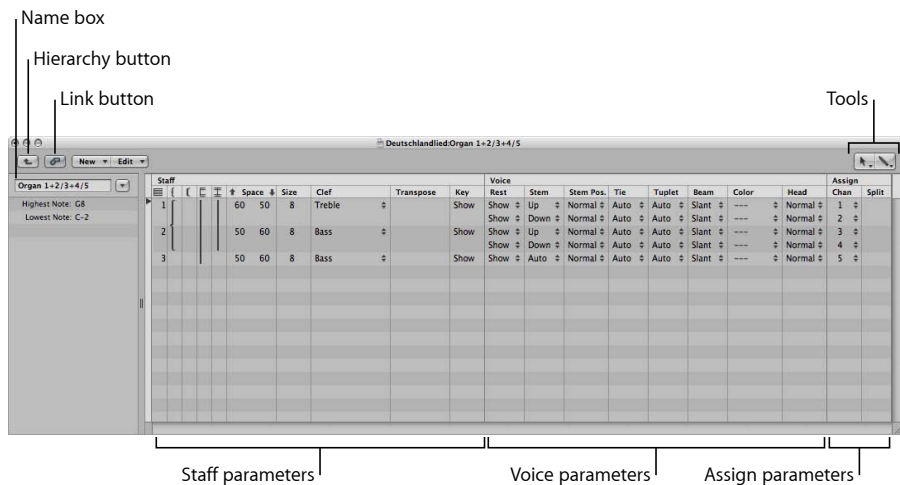 Name box
Hierarchy button
Link button
Tools
Deutschlandlied:Organ 1+2/3+4/5
New Edit
Organ 1+2/3+4/5
Highest Note: G8
Lowest Note: C-2
Staff Voice Assign
Space Size Clef Transpose Key Rest Stem Stem Pos. Tie Tuplet Beam Color Head Chan Split
1 60 50 8 Treble Show Show Up Normal Auto Auto Slant --- Normal 1
Show Down Normal Auto Auto Slant --- Normal 2
2 50 60 8 Bass Show Show Up Normal Auto Auto Slant --- Normal 3
Show Down Normal Auto Auto Slant --- Normal 4
3 50 60 8 Bass Show Show Auto Normal Auto Auto Slant --- Normal 5
Staff parameters Voice parameters Assign parameters